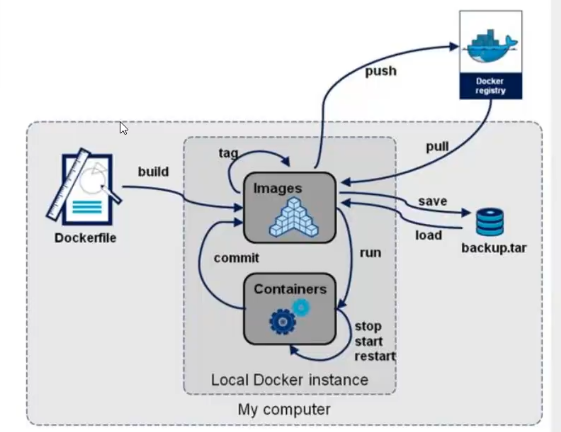 push
Docker
registry
tag
pull
build
Images
save
Dockerfile
load
backup.tar
commit
run
Containers
stop
start
restart
Local Docker instance
My computer